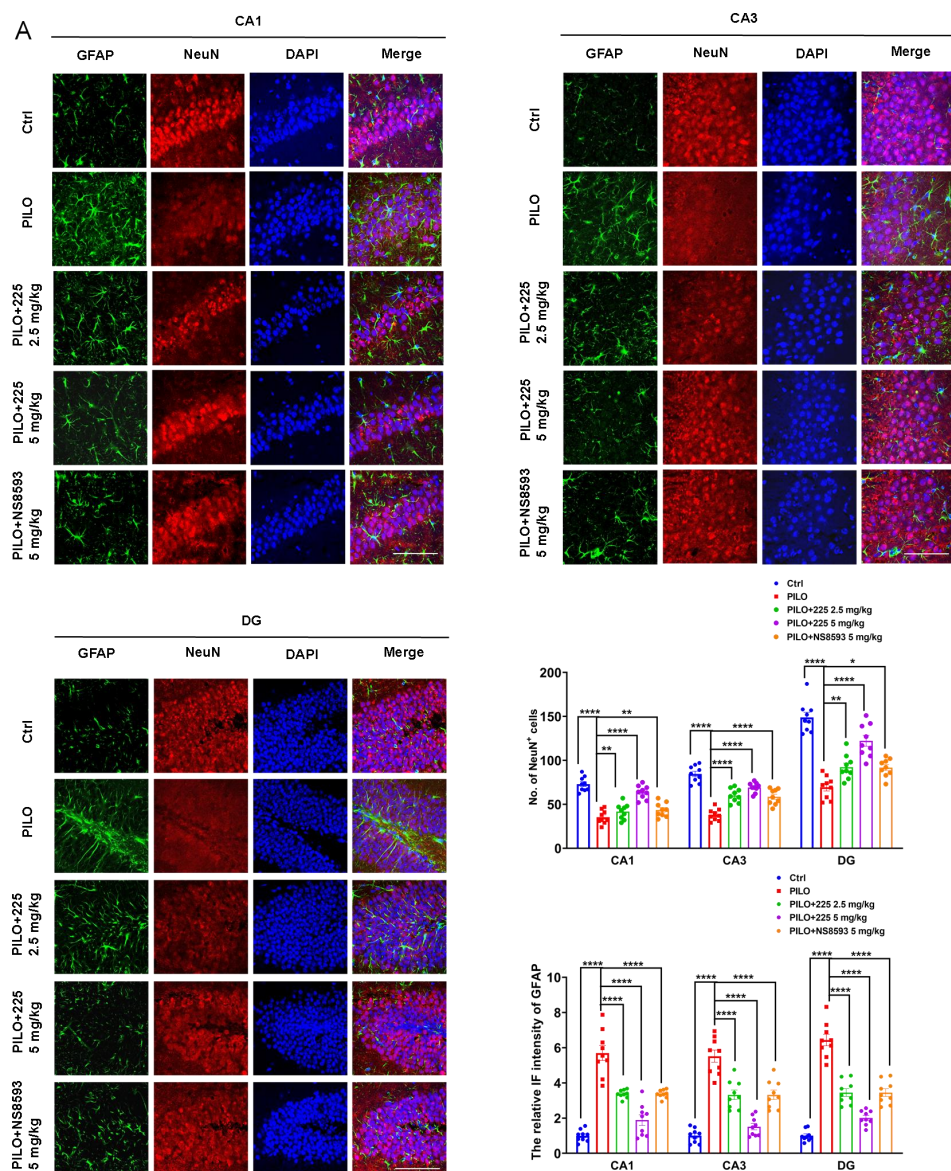 A
CA1
GFAP NeuN DAPI Merge
Ctrl
PILO
PILO+225
2.5 mg/kg
PILO+225
5 mg/kg
PILO+NS8593
5 mg/kg
CA3
GFAP NeuN DAPI Merge
Ctrl
PILO
PILO+225
2.5 mg/kg
PILO+225
5 mg/kg
PILO+NS8593
5 mg/kg
DG
GFAP NeuN DAPI Merge
Ctrl
PILO
PILO+225
2.5 mg/kg
PILO+225
5 mg/kg
PILO+NS8593
5 mg/kg
Ctrl
PILO
PILO+225 2.5 mg/kg
PILO+225 5 mg/kg
PILO+NS8593 5 mg/kg
No. of NeuN+ cells
200
150
100
50
0
**** ** **** **
**** **** **** ****
**** * **** **
CA1 CA3 DG
Ctrl
PILO
PILO+225 2.5 mg/kg
PILO+225 5 mg/kg
PILO+NS8593 5 mg/kg
The relative IF intensity of GFAP
10
8
6
4
2
0
**** **** **** ****
**** **** **** ****
**** **** **** ****
CA1 CA3 DG